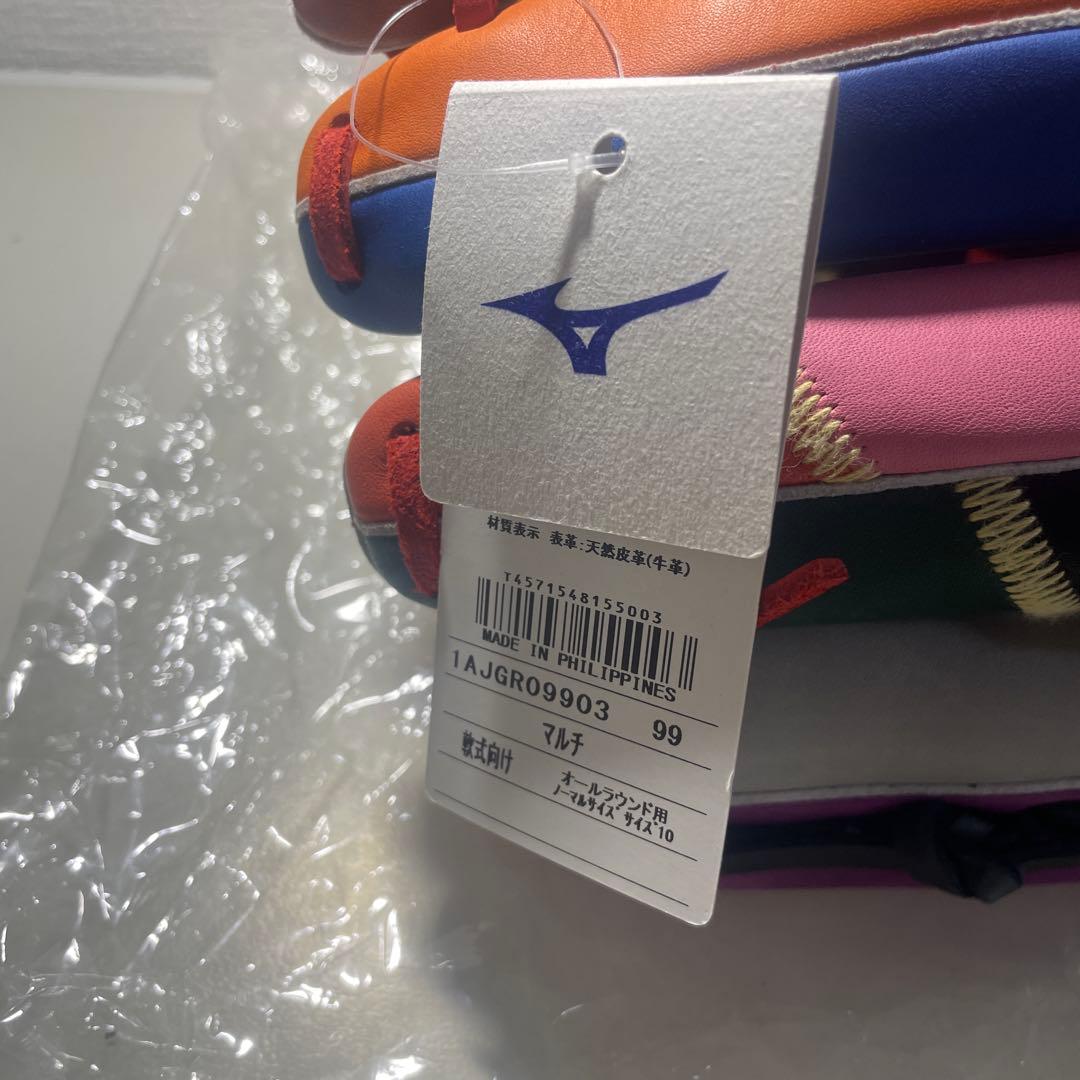 材質表示 表革:天然皮革(牛革)
T4571548155003
MADE IN PHILIPPINES
1AJGR09903 99
マルチ
軟式向け オールラウンド用
ノーマルサイズ サイズ10